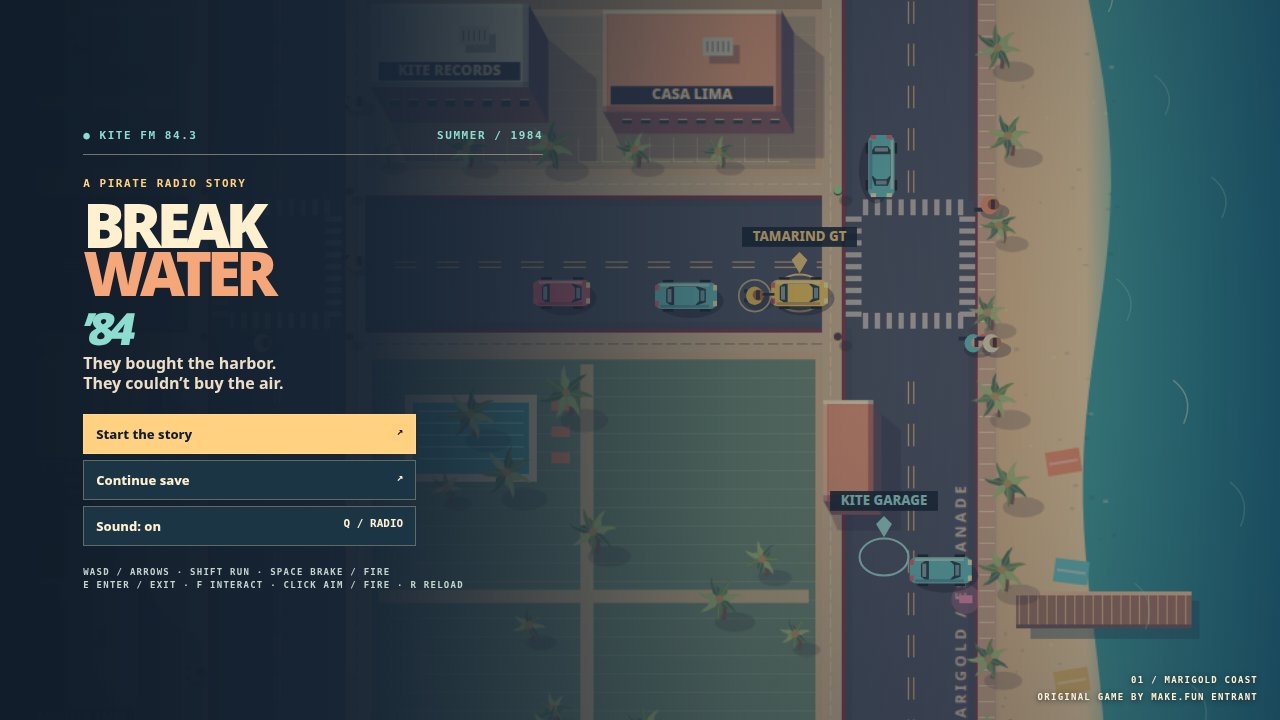 KITE RECORDS
CASA LIMA
● KITE FM 84.3
SUMMER / 1984
A PIRATE RADIO STORY
BREAK
WATER
’84
They bought the harbor.
They couldn’t buy the air.
Start the story ↗
Continue save ↗
Sound: on
Q / RADIO
WASD / ARROWS · SHIFT RUN · SPACE BRAKE / FIRE
E ENTER / EXIT · F INTERACT · CLICK AIM / FIRE · R RELOAD
TAMARIND GT
KITE GARAGE
01 / MARIGOLD COAST
ORIGINAL GAME BY MAKE.FUN ENTRANT